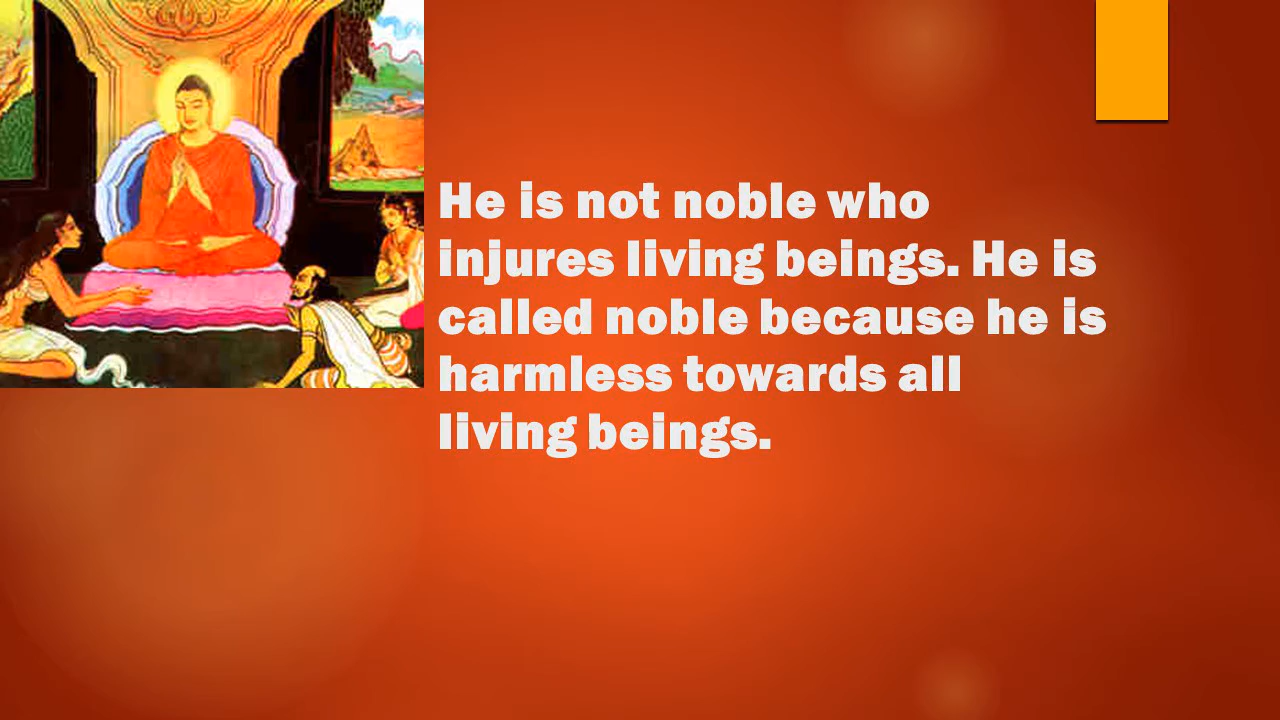 He is not noble who
injures living beings. He is
called noble because he is
harmless towards all
living beings.